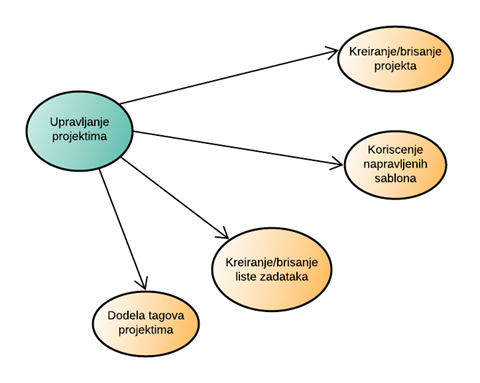 Kreiranje/brisanje
projekta
Upravljanje
projektima
Koriscenje
napravljenih
sablona
Kreiranje/brisanje
liste zadataka
Dodela tagova
projektima